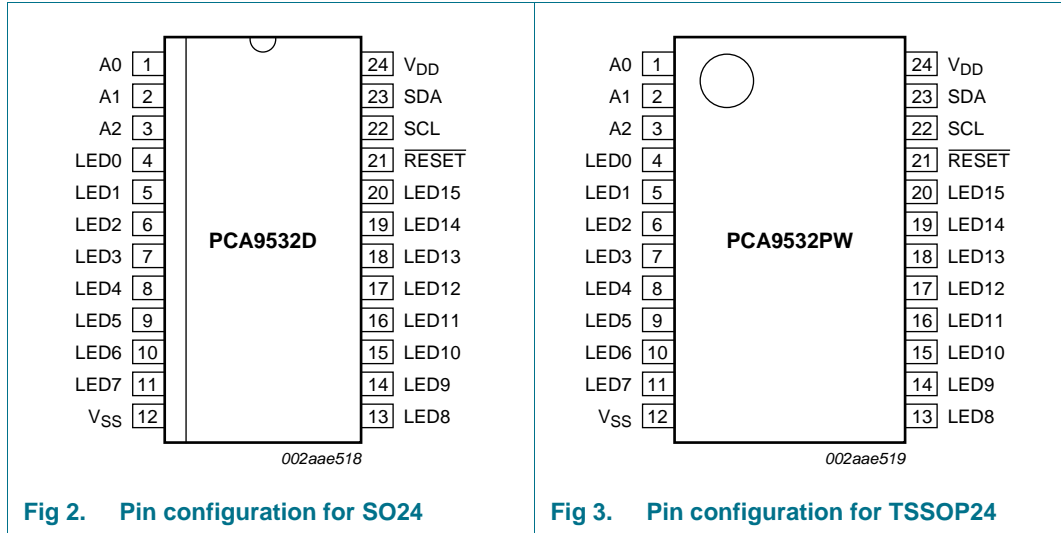 A0 1 24 VDD
A1 2 23 SDA
A2 3 22 SCL
LED0 4 21 RESET
LED1 5 20 LED15
LED2 6 19 LED14
LED3 7 18 LED13
LED4 8 17 LED12
LED5 9 16 LED11
LED6 10 15 LED10
LED7 11 14 LED9
VSS 12 13 LED8
PCA9532D
002aae518
Fig 2. Pin configuration for SO24
A0 1 24 VDD
A1 2 23 SDA
A2 3 22 SCL
LED0 4 21 RESET
LED1 5 20 LED15
LED2 6 19 LED14
LED3 7 18 LED13
LED4 8 17 LED12
LED5 9 16 LED11
LED6 10 15 LED10
LED7 11 14 LED9
VSS 12 13 LED8
PCA9532PW
002aae519
Fig 3. Pin configuration for TSSOP24